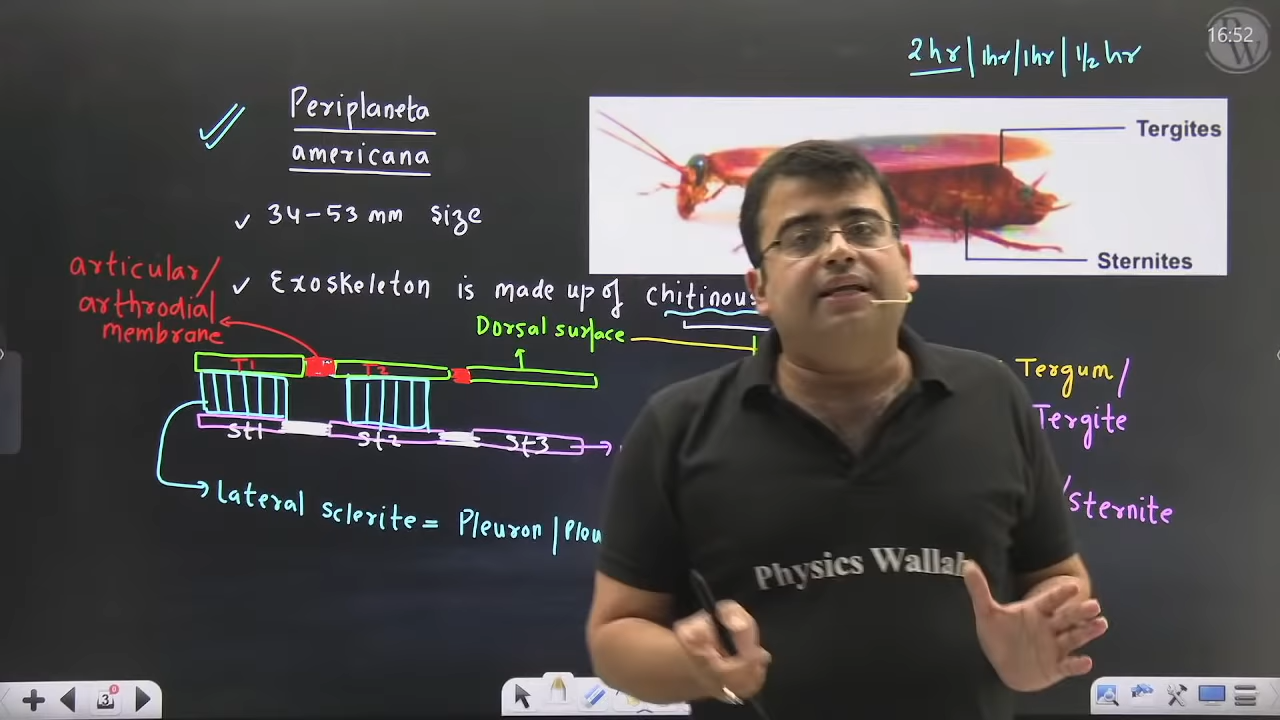 16:52
2 hr | 1hr | 1hr | 1/2 hr
Periplaneta
americana
Tergites
Sternites
✓ 34-53 mm size
✓ Exoskeleton is made up of chitinous
articular/
arthrodial
membrane
Dorsal surface
T1 T2
St1 St2 St3
Tergum/
Tergite
/Sternite
Lateral sclerite = Pleuron |
Physics Wallah
3